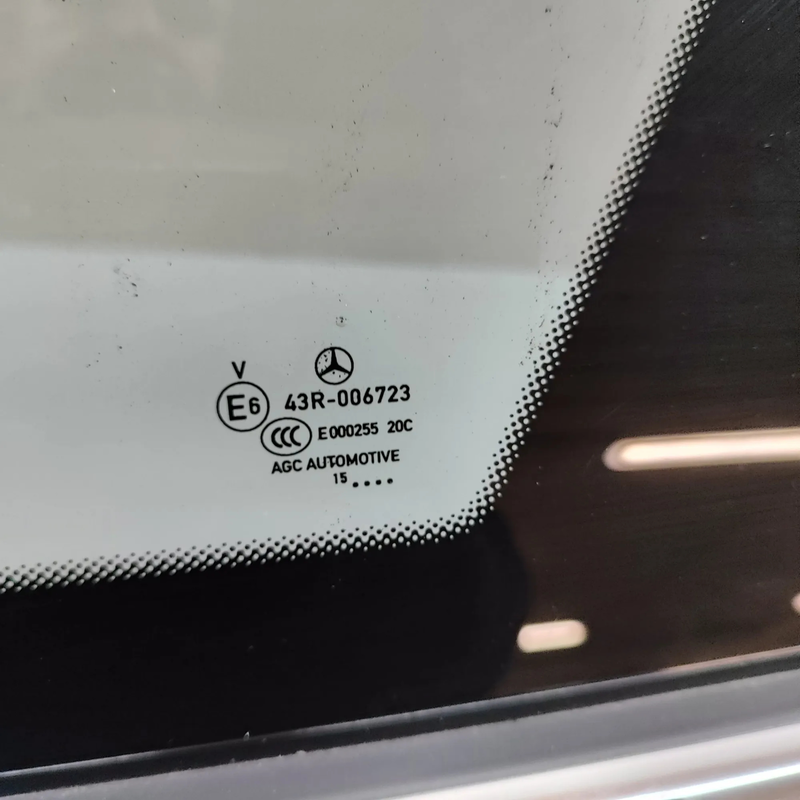 V
E6 43R-006723
CCC E000255 20C
AGC AUTOMOTIVE
15 ....